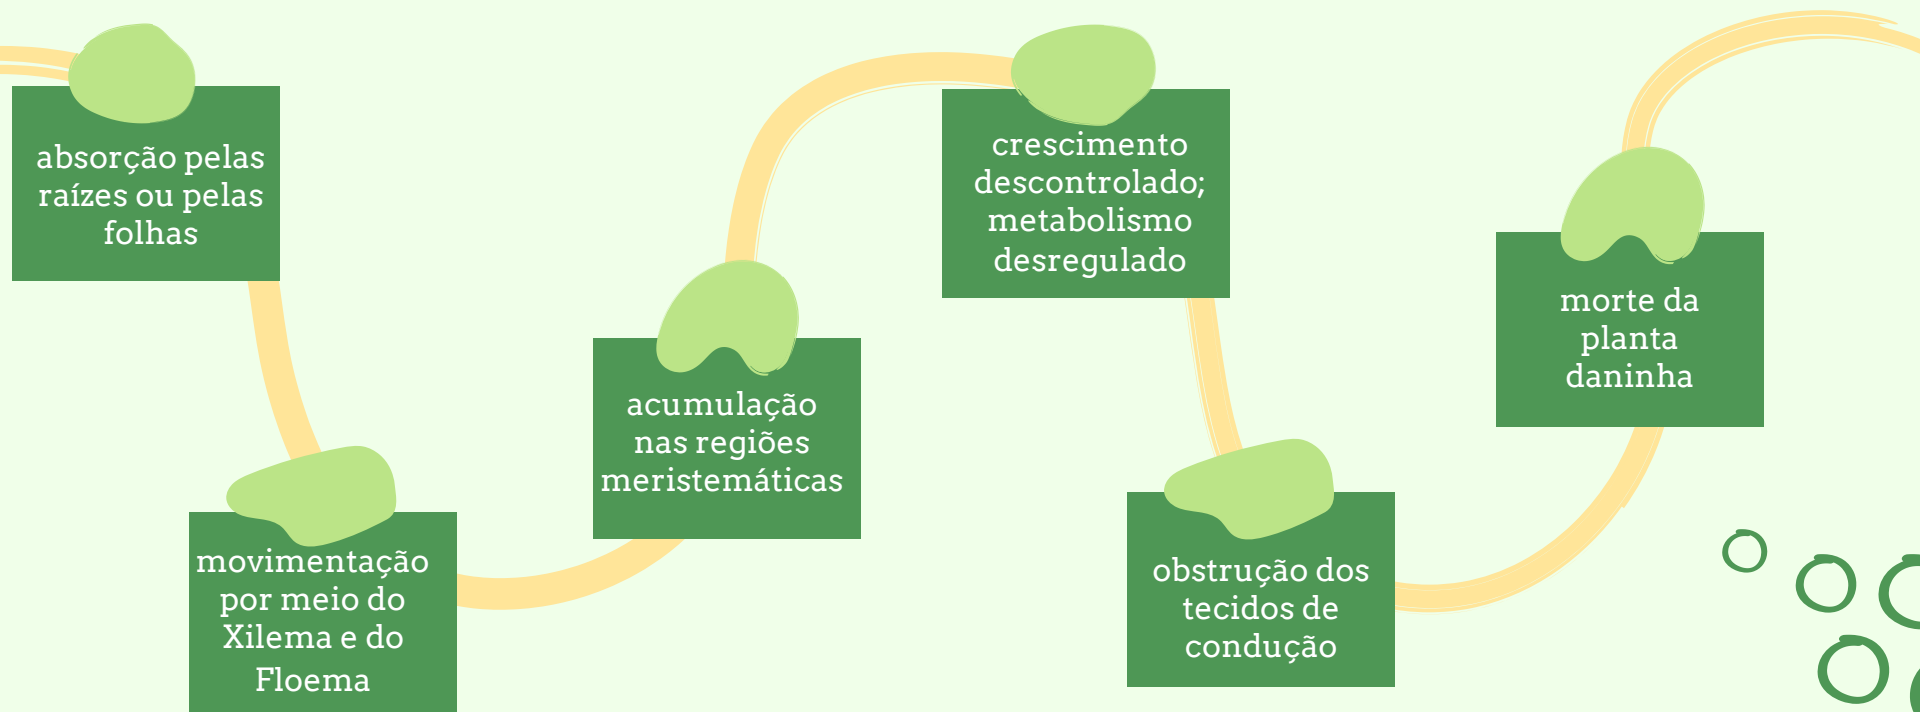 absorção pelas
raízes ou pelas
folhas
movimentação
por meio do
Xilema e do
Floema
acumulação
nas regiões
meristemáticas
crescimento
descontrolado;
metabolismo
desregulado
obstrução dos
tecidos de
condução
morte da
planta
daninha